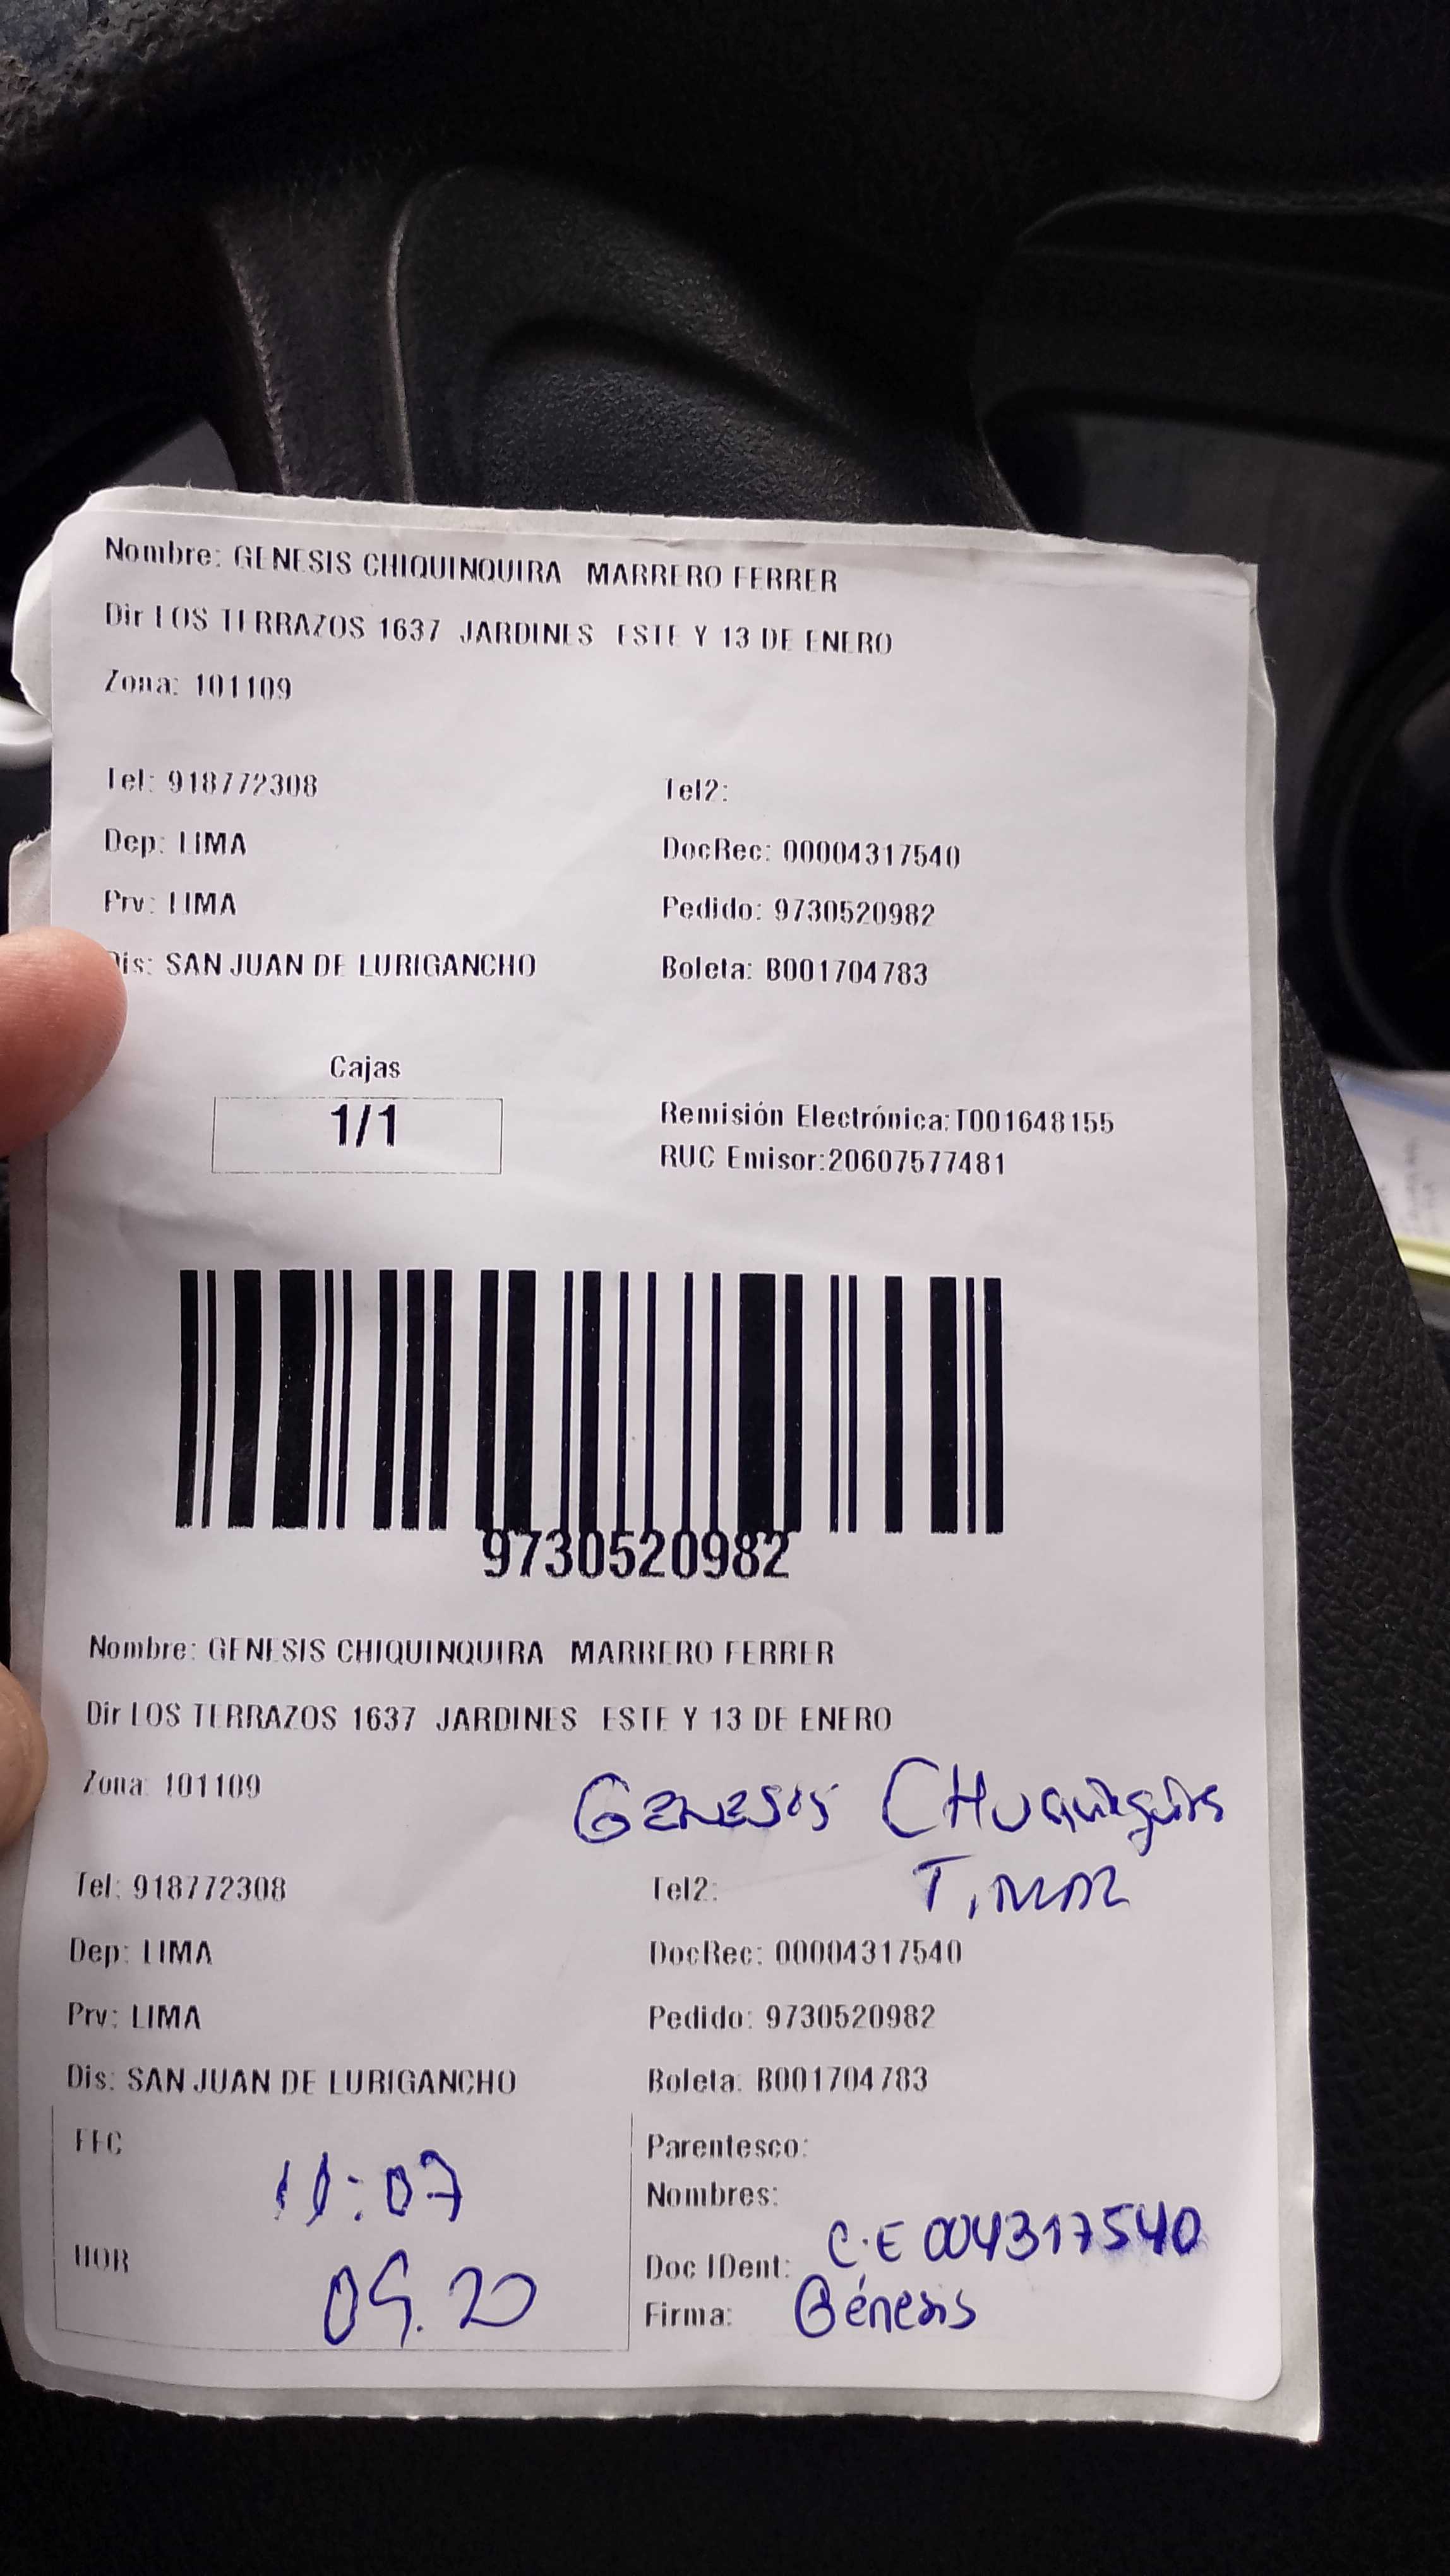 Nombre: GENESIS CHIQUINQUIRA MARRERO FERRER
Dir LOS TERRAZOS 1637 JARDINES ESTE Y 13 DE ENERO
Zona: 101109
Tel: 918772308 Tel2:
Dep: LIMA DocRec: 00004317540
Prv: LIMA Pedido: 9730520982
Dis: SAN JUAN DE LURIGANCHO Boleta: B001704783
Cajas
1/1
Remisión Electrónica:T001648155
RUC Emisor:20607577481
9730520982
Nombre: GENESIS CHIQUINQUIRA MARRERO FERRER
Dir LOS TERRAZOS 1637 JARDINES ESTE Y 13 DE ENERO
Zona: 101109
Tel: 918772308 Tel2:
Dep: LIMA DocRec: 00004317540
Prv: LIMA Pedido: 9730520982
Dis: SAN JUAN DE LURIGANCHO Boleta: B001704783
FEC 11:07
HOR
Parentesco:
Nombres:
Doc IDent: C.E 004317540
Firma: Génesis